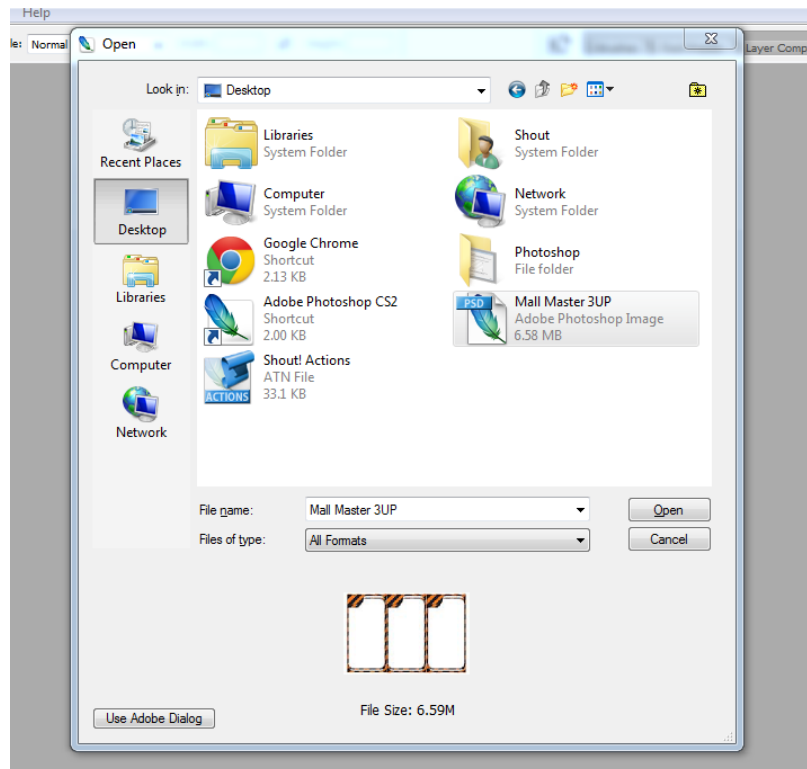 Help
le: Normal
Open
Layer Comp
Look in:
Desktop
Recent Places
Desktop
Libraries
Computer
Network
Libraries
System Folder
Shout
System Folder
Computer
System Folder
Network
System Folder
Google Chrome
Shortcut
2.13 KB
Photoshop
File folder
Adobe Photoshop CS2
Shortcut
2.00 KB
PSD
Mall Master 3UP
Adobe Photoshop Image
6.58 MB
ACTIONS
Shout! Actions
ATN File
33.1 KB
File name:
Mall Master 3UP
Open
Files of type:
All Formats
Cancel
Use Adobe Dialog
File Size: 6.59M